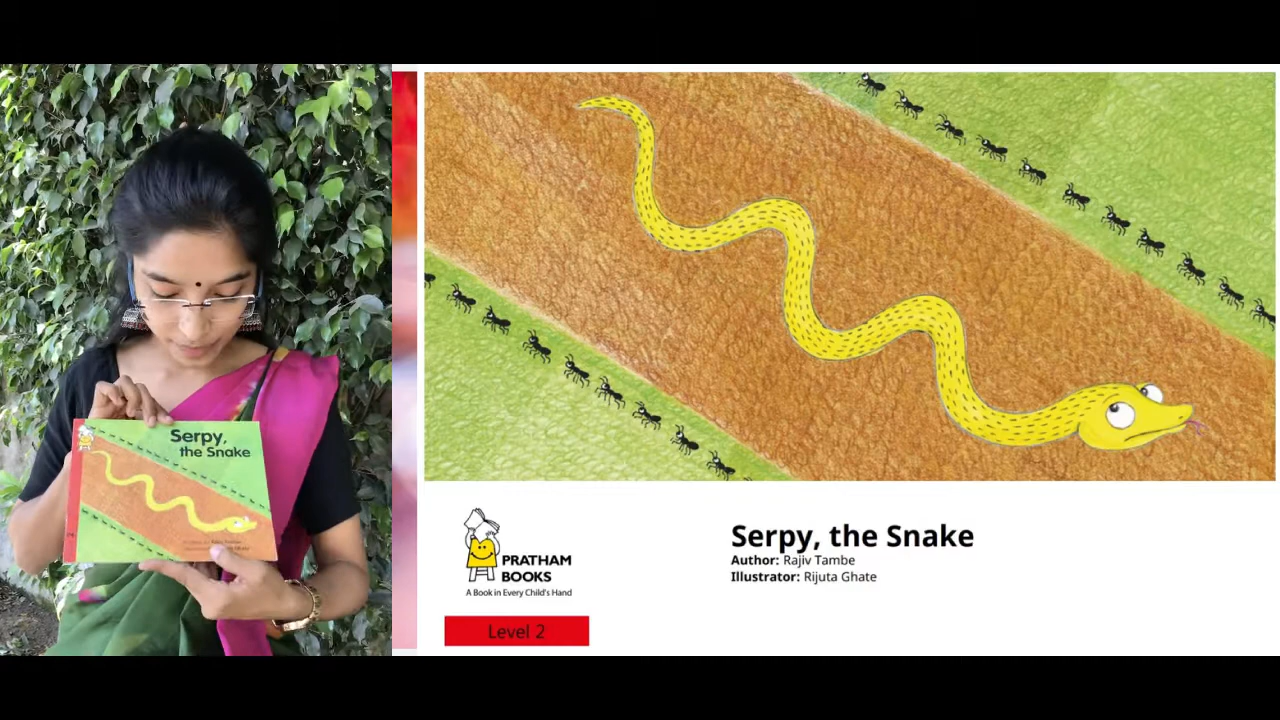 Serpy,
the Snake
PRATHAM
BOOKS
A Book in Every Child's Hand
Level 2
Serpy, the Snake
Author: Rajiv Tambe
Illustrator: Rijuta Ghate